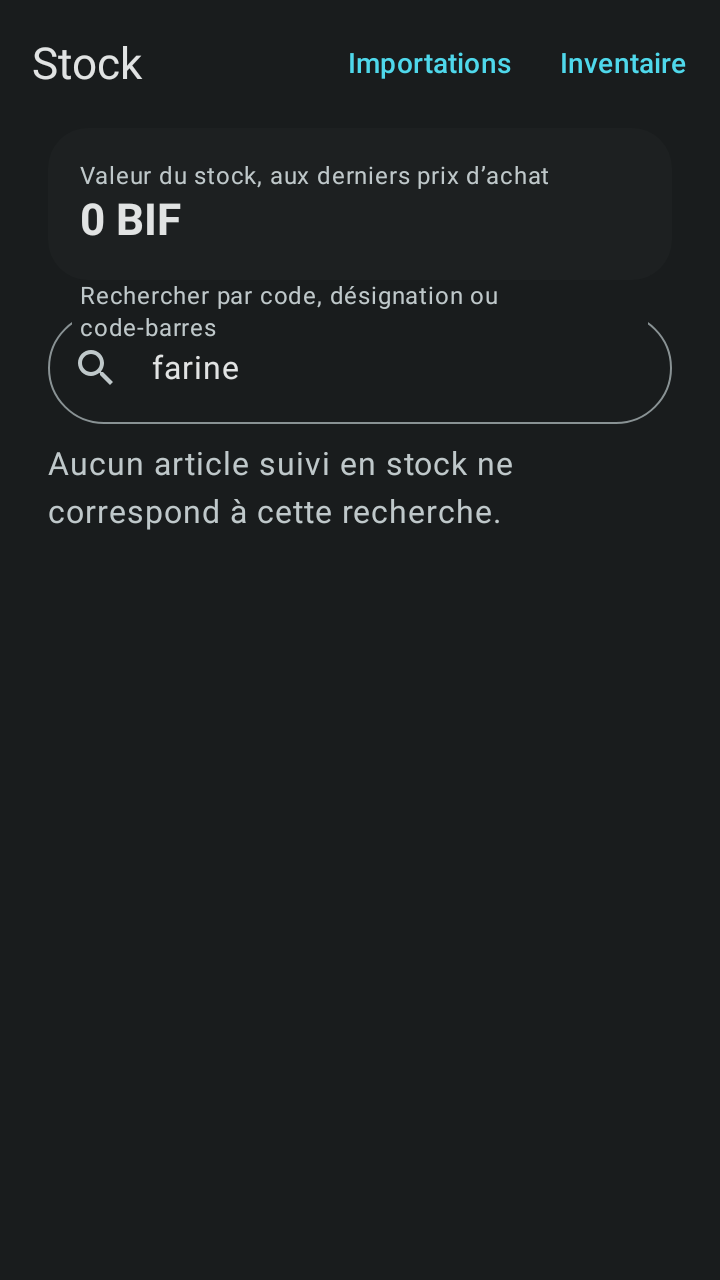 Stock
Importations
Inventaire
Valeur du stock, aux derniers prix d’achat
0 BIF
Rechercher par code, désignation ou
code-barres
farine
Aucun article suivi en stock ne
correspond à cette recherche.